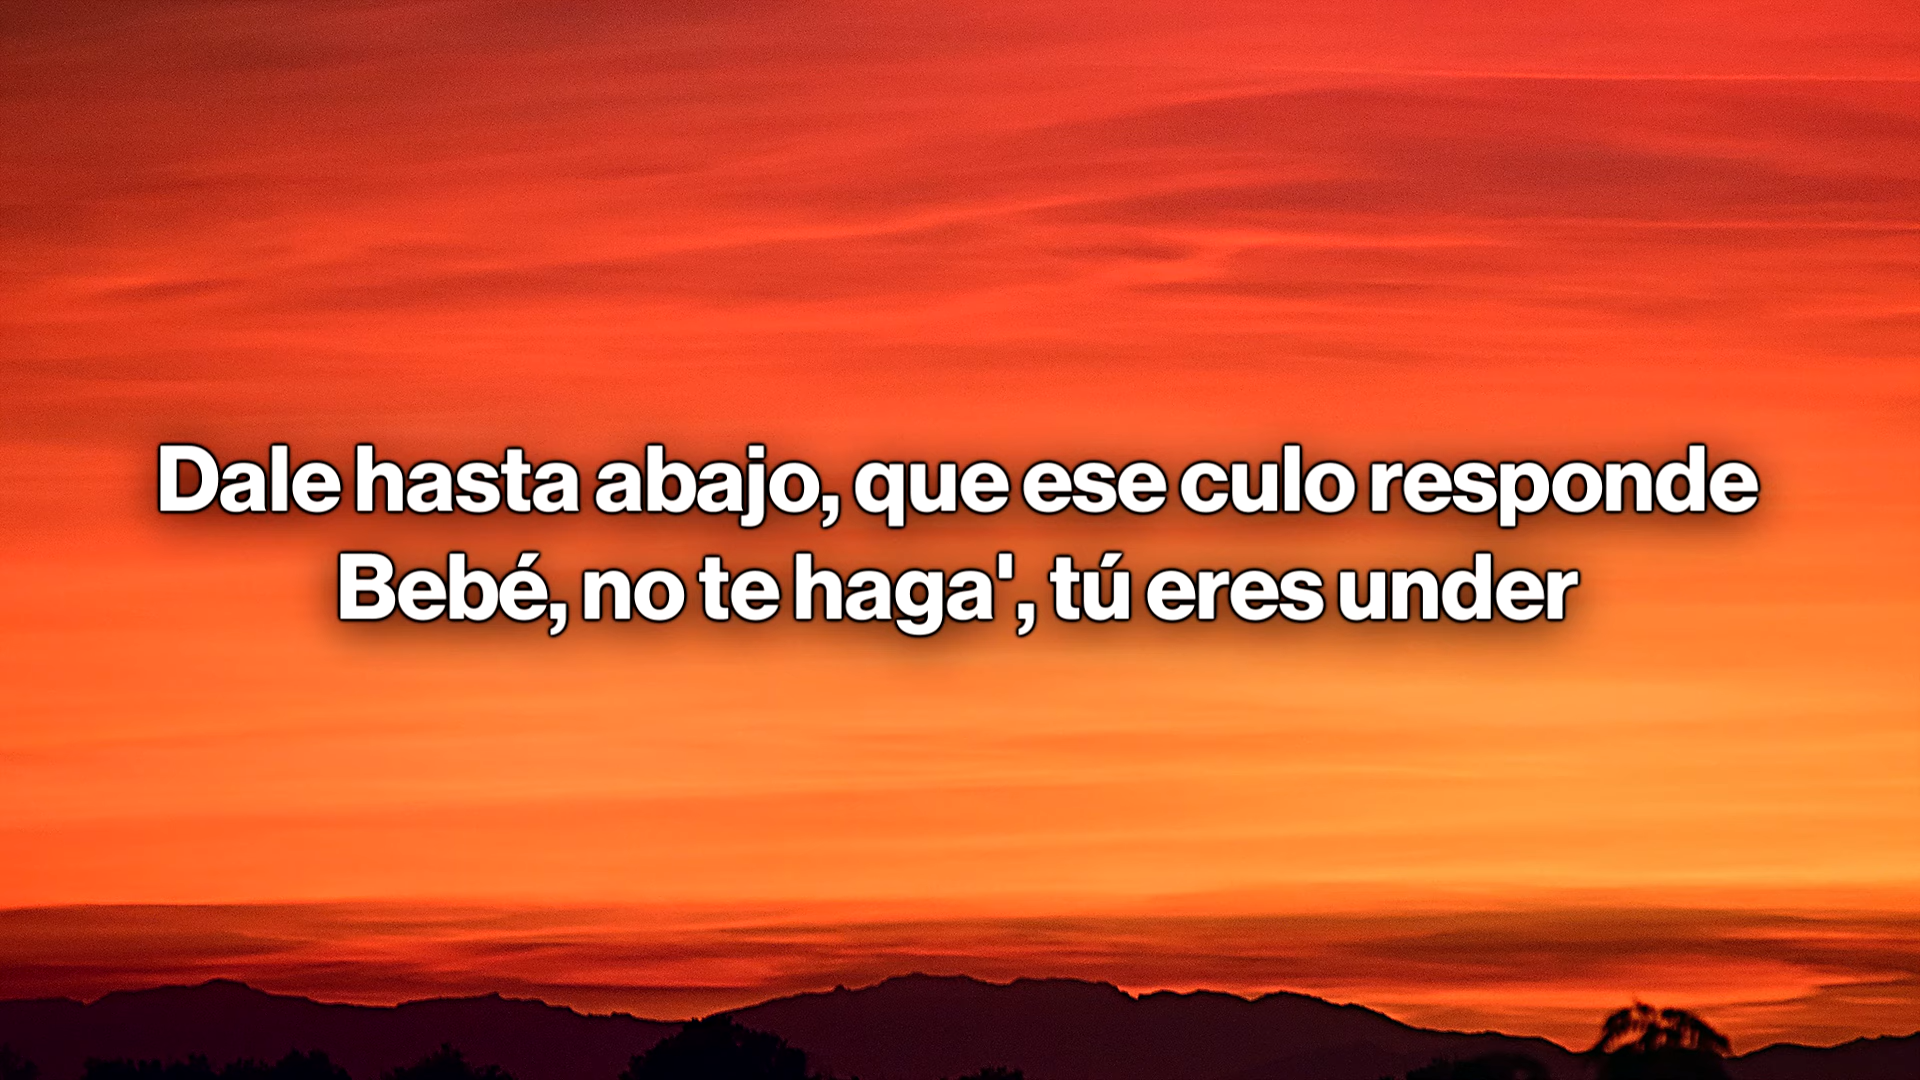 Dale hasta abajo, que ese culo responde
Bebé, no te haga', tú eres under